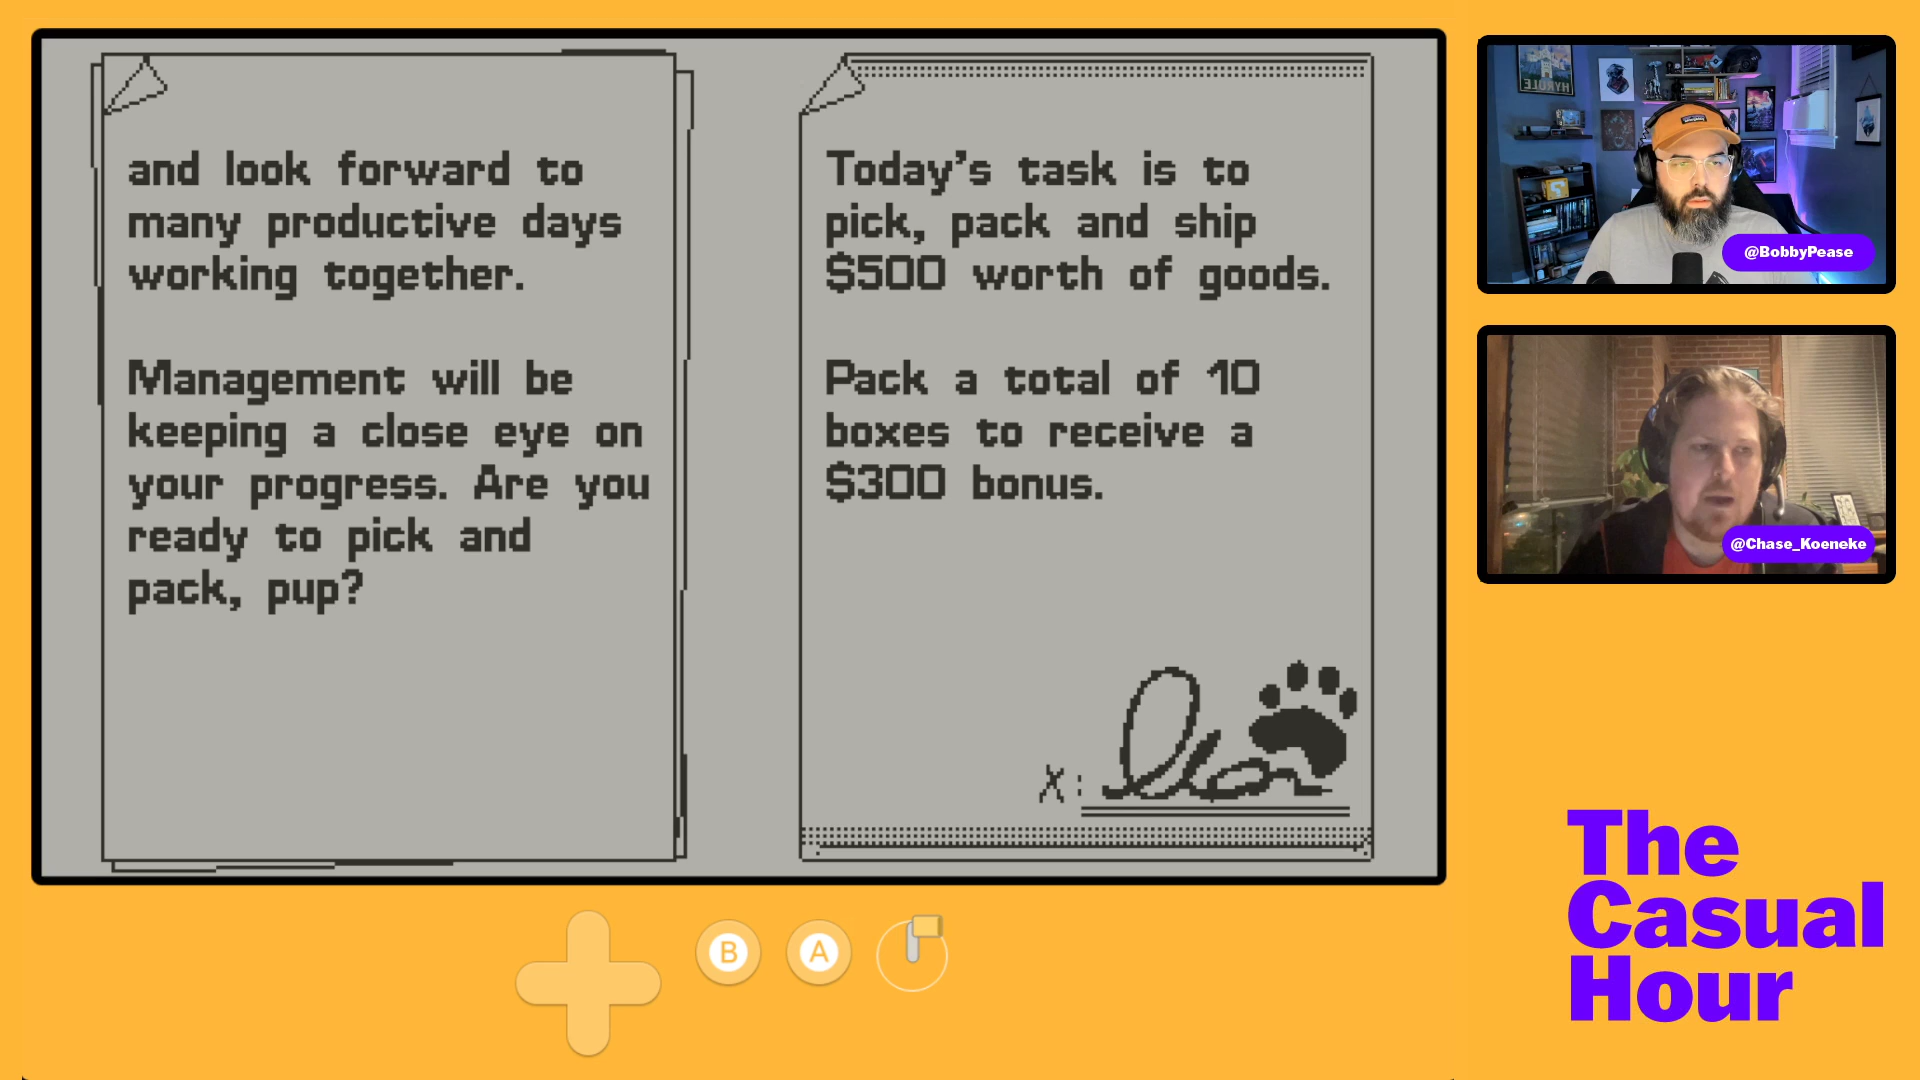 and look forward to
many productive days
working together.
Management will be
keeping a close eye on
your progress. Are you
ready to pick and
pack, pup?
Today's task is to
pick, pack and ship
$500 worth of goods.
Pack a total of 10
boxes to receive a
$300 bonus.
X:
B
A
HYRULE
@BobbyPease
@Chase_Koeneke
The
Casual
Hour